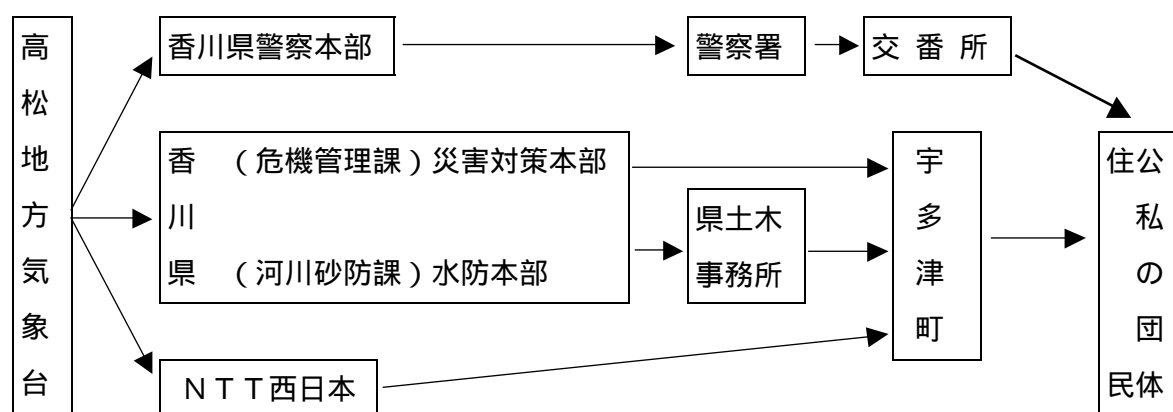 高松地方気象台
香川県警察本部
警察署
交番所
香川県
（危機管理課）災害対策本部
（河川砂防課）水防本部
県土木
事務所
ＮＴＴ西日本
宇多津町
公私の団体
住民